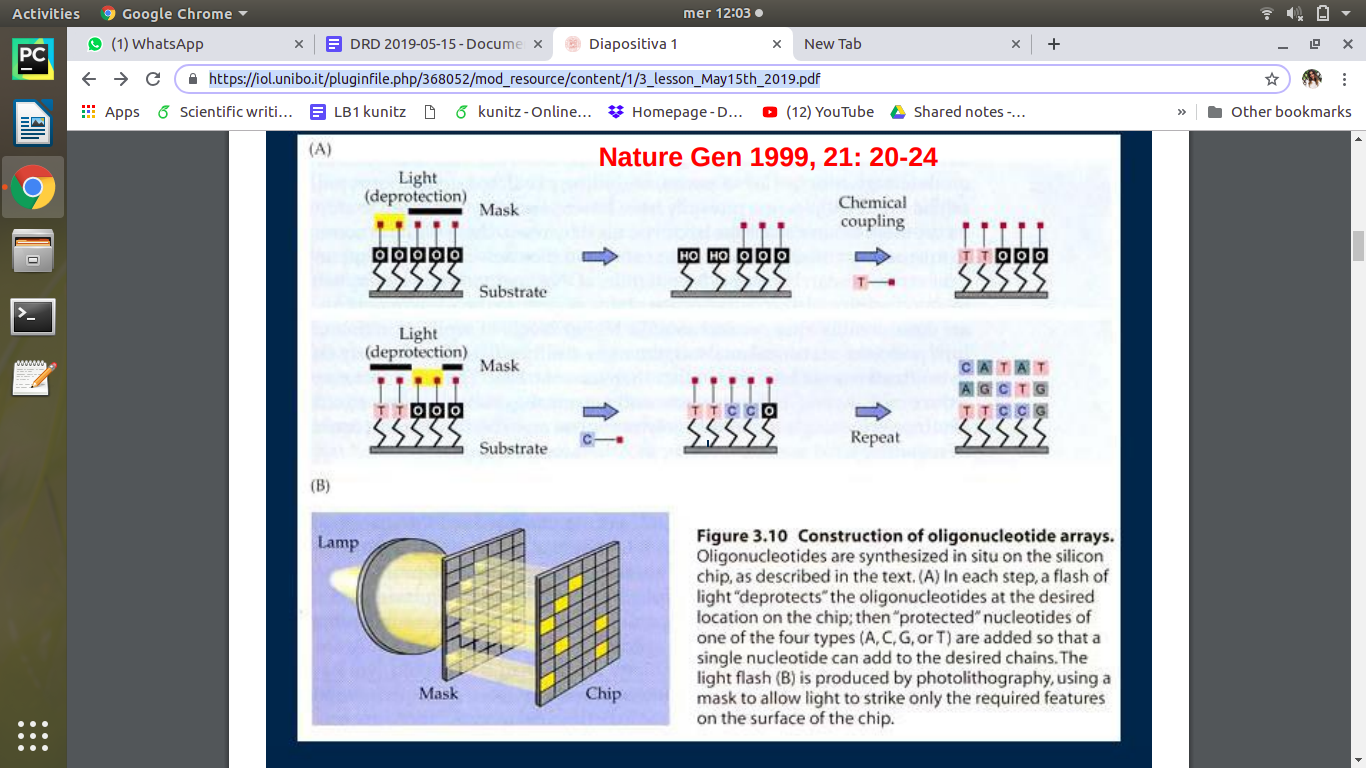 Activities
Google Chrome
mer 12:03
(1) WhatsApp
DRD 2019-05-15 - Docume
Diapositiva 1
New Tab
https://iol.unibo.it/pluginfile.php/368052/mod_resource/content/1/3_lesson_May15th_2019.pdf
Apps
Scientific writi…
LB1 kunitz
kunitz - Online…
Homepage - D…
(12) YouTube
Shared notes -…
»
Other bookmarks
PC
(A)
Nature Gen 1999, 21: 20-24
Light
(deprotection)
Mask
O O O O O
Substrate
HO HO O O O
Chemical
coupling
T
T T O O O
Light
(deprotection)
Mask
T T O O O
Substrate
C
T T C C O
Repeat
C A T A T
A G C T G
T T C C G
(B)
Lamp
Mask
Chip
Figure 3.10 Construction of oligonucleotide arrays.
Oligonucleotides are synthesized in situ on the silicon
chip, as described in the text. (A) In each step, a flash of
light “deprotects” the oligonucleotides at the desired
location on the chip; then “protected” nucleotides of
one of the four types (A, C, G, or T) are added so that a
single nucleotide can add to the desired chains. The
light flash (B) is produced by photolithography, using a
mask to allow light to strike only the required features
on the surface of the chip.